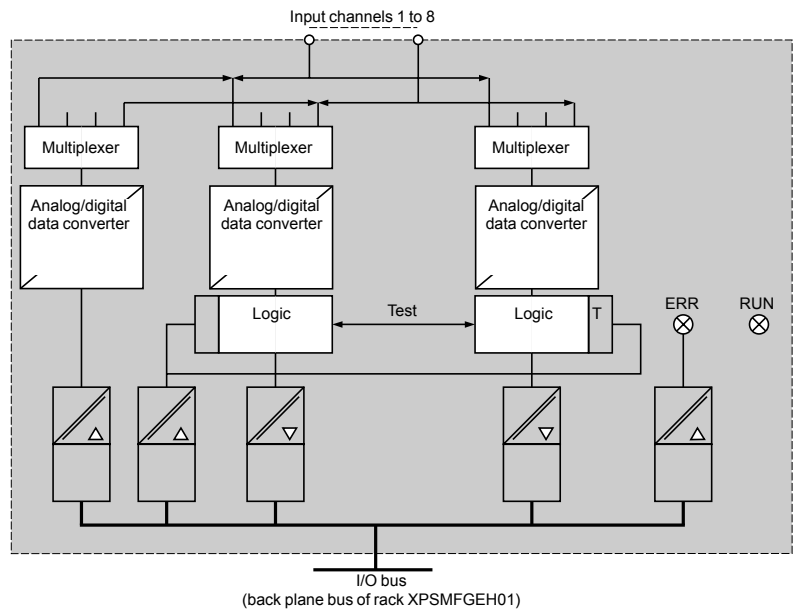 Input channels 1 to 8
Multiplexer
Multiplexer
Multiplexer
Analog/digital
data converter
Analog/digital
data converter
Analog/digital
data converter
Logic
Test
Logic
T
ERR
RUN
I/O bus
(back plane bus of rack XPSMFGEH01)